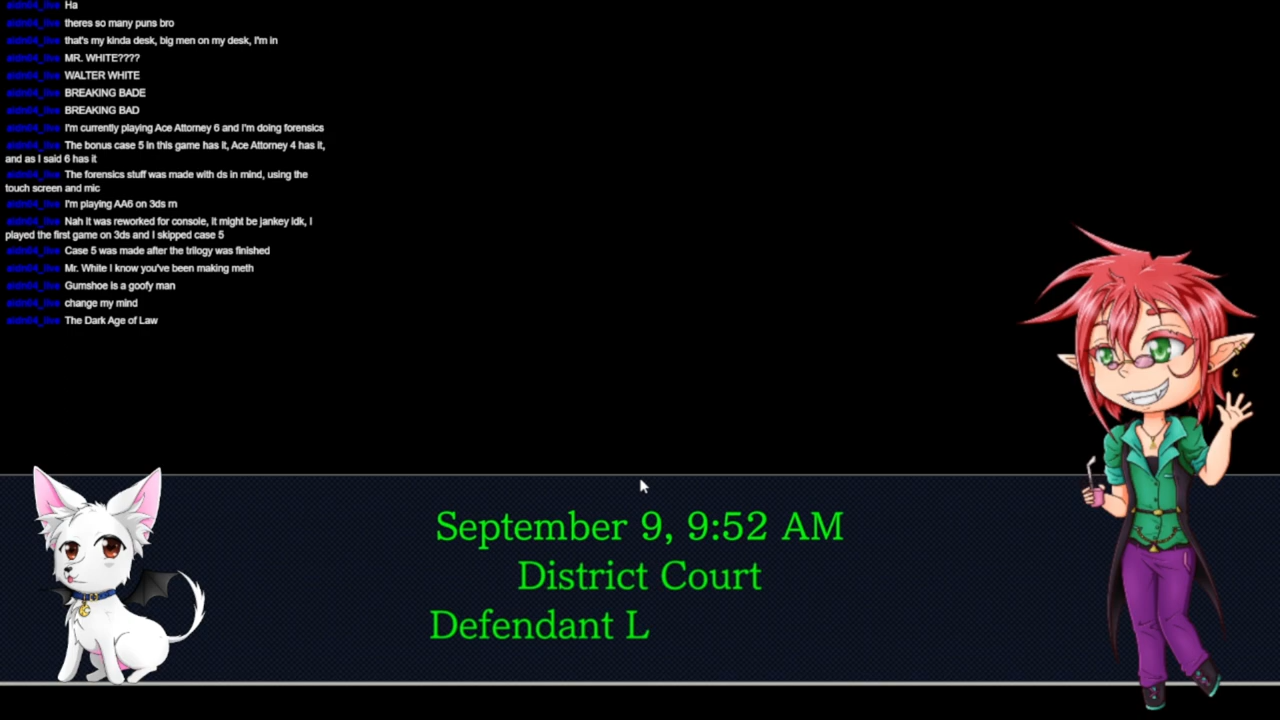 Ha
theres so many puns bro
that's my kinda desk, big men on my desk, I'm in
MR. WHITE????
WALTER WHITE
BREAKING BADE
BREAKING BAD
I'm currently playing Ace Attorney 6 and I'm doing forensics
The bonus case 5 in this game has it, Ace Attorney 4 has it,
and as I said 6 has it
The forensics stuff was made with ds in mind, using the
touch screen and mic
I'm playing AA6 on 3ds rn
Nah it was reworked for console, it might be jankey idk, I
played the first game on 3ds and I skipped case 5
Case 5 was made after the trilogy was finished
Mr. White I know you've been making meth
Gumshoe is a goofy man
change my mind
The Dark Age of Law
September 9, 9:52 AM
District Court
Defendant L